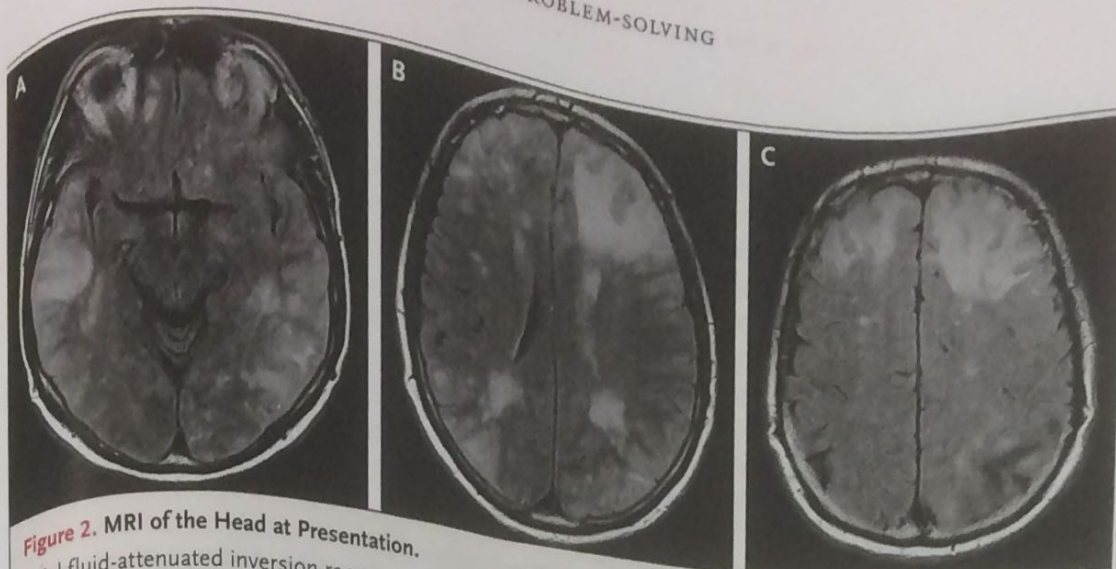 PROBLEM-SOLVING
A
B
C
Figure 2. MRI of the Head at Presentation.
fluid-attenuated inversion